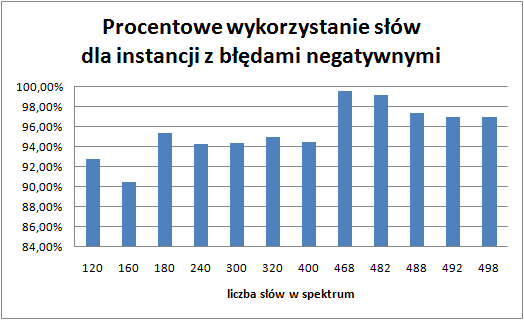 Procentowe wykorzystanie słów
dla instancji z błędami negatywnymi
100,00%
98,00%
96,00%
94,00%
92,00%
90,00%
88,00%
86,00%
84,00%
120 160 180 240 300 320 400 468 482 488 492 498
liczba słów w spektrum